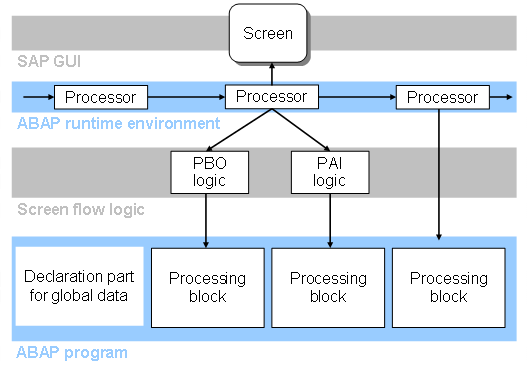 Screen
SAP GUI
Processor
Processor
Processor
ABAP runtime environment
PBO
logic
PAI
logic
Screen flow logic
Declaration part
for global data
Processing
block
Processing
block
Processing
block
ABAP program